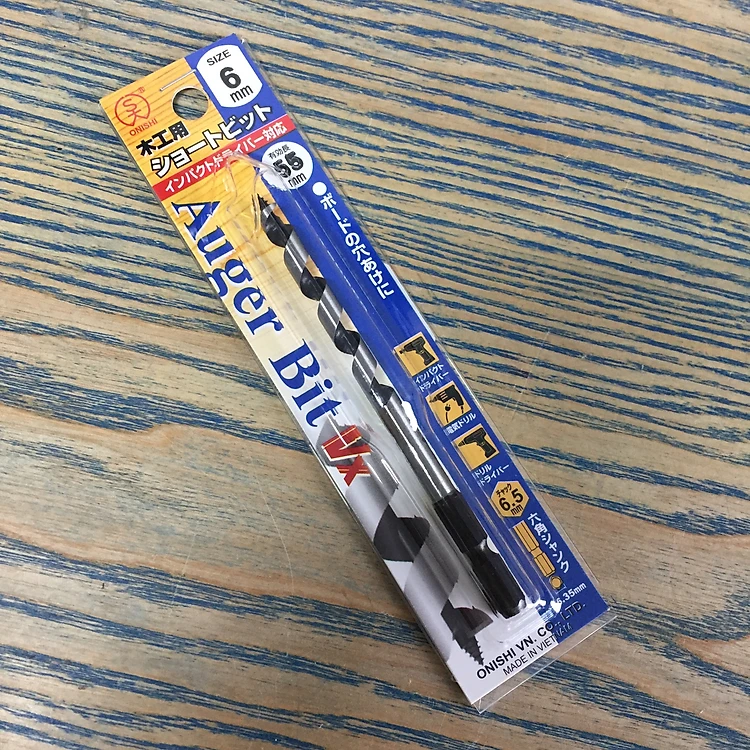 SIZE
6
mm
ONISHI
木工用
ショートビット
インパクトドライバー対応
有効長
55
mm
●ボードの穴あけに
Auger Bit
Vx
インパクト
ドライバー
電気ドリル
ドリル
ドライバー
チャック
6.5
mm
六角シャンク
6.35mm
ONISHI VN. CO., LTD.
MADE IN VIETNAM